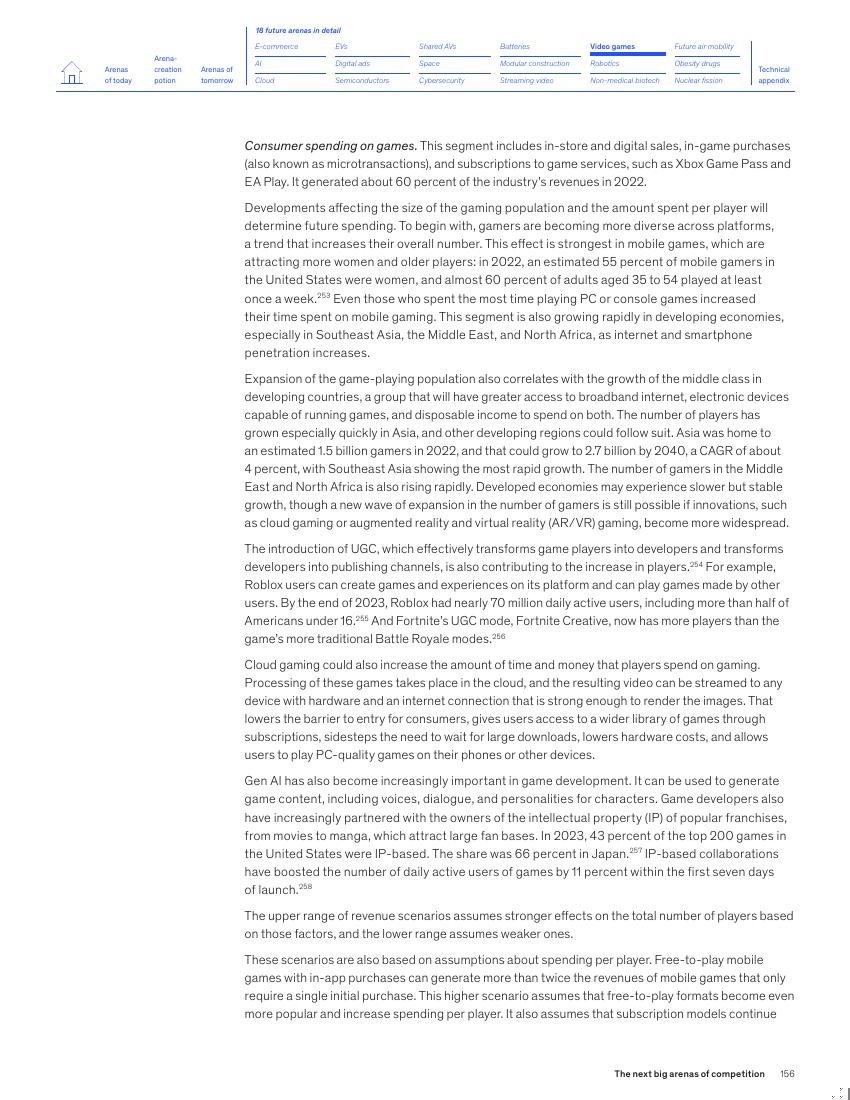 18 future arenas in detail
Arenas
of today
Arena-
creation
potion
Arenas of
tomorrow
E-commerce
AI
Cloud
EVs
Digital ads
Semiconductors
Shared AVs
Space
Cybersecurity
Batteries
Modular construction
Streaming video
Video games
Robotics
Non-medical biotech
Future air mobility
Obesity drugs
Nuclear fission
Technical
appendix
Consumer spending on games. This segment includes in-store and digital sales, in-game purchases
(also known as microtransactions), and subscriptions to game services, such as Xbox Game Pass and
EA Play. It generated about 60 percent of the industry's revenues in 2022.
Developments affecting the size of the gaming population and the amount spent per player will
determine future spending. To begin with, gamers are becoming more diverse across platforms,
a trend that increases their overall number. This effect is strongest in mobile games, which are
attracting more women and older players: in 2022, an estimated 55 percent of mobile gamers in
the United States were women, and almost 60 percent of adults aged 35 to 54 played at least
once a week.253 Even those who spent the most time playing PC or console games increased
their time spent on mobile gaming. This segment is also growing rapidly in developing economies,
especially in Southeast Asia, the Middle East, and North Africa, as internet and smartphone
penetration increases.
Expansion of the game-playing population also correlates with the growth of the middle class in
developing countries, a group that will have greater access to broadband internet, electronic devices
capable of running games, and disposable income to spend on both. The number of players has
grown especially quickly in Asia, and other developing regions could follow suit. Asia was home to
an estimated 1.5 billion gamers in 2022, and that could grow to 2.7 billion by 2040, a CAGR of about
4 percent, with Southeast Asia showing the most rapid growth. The number of gamers in the Middle
East and North Africa is also rising rapidly. Developed economies may experience slower but stable
growth, though a new wave of expansion in the number of gamers is still possible if innovations, such
as cloud gaming or augmented reality and virtual reality (AR/VR) gaming, become more widespread.
The introduction of UGC, which effectively transforms game players into developers and transforms
developers into publishing channels, is also contributing to the increase in players.254 For example,
Roblox users can create games and experiences on its platform and can play games made by other
users. By the end of 2023, Roblox had nearly 70 million daily active users, including more than half of
Americans under 16.255 And Fortnite's UGC mode, Fortnite Creative, now has more players than the
game's more traditional Battle Royale modes.256
Cloud gaming could also increase the amount of time and money that players spend on gaming.
Processing of these games takes place in the cloud, and the resulting video can be streamed to any
device with hardware and an internet connection that is strong enough to render the images. That
lowers the barrier to entry for consumers, gives users access to a wider library of games through
subscriptions, sidesteps the need to wait for large downloads, lowers hardware costs, and allows
users to play PC-quality games on their phones or other devices.
Gen AI has also become increasingly important in game development. It can be used to generate
game content, including voices, dialogue, and personalities for characters. Game developers also
have increasingly partnered with the owners of the intellectual property (IP) of popular franchises,
from movies to manga, which attract large fan bases. In 2023, 43 percent of the top 200 games in
the United States were IP-based. The share was 66 percent in Japan.257 IP-based collaborations
have boosted the number of daily active users of games by 11 percent within the first seven days
of launch.258
The upper range of revenue scenarios assumes stronger effects on the total number of players based
on those factors, and the lower range assumes weaker ones.
These scenarios are also based on assumptions about spending per player. Free-to-play mobile
games with in-app purchases can generate more than twice the revenues of mobile games that only
require a single initial purchase. This higher scenario assumes that free-to-play formats become even
more popular and increase spending per player. It also assumes that subscription models continue
The next big arenas of competition 156